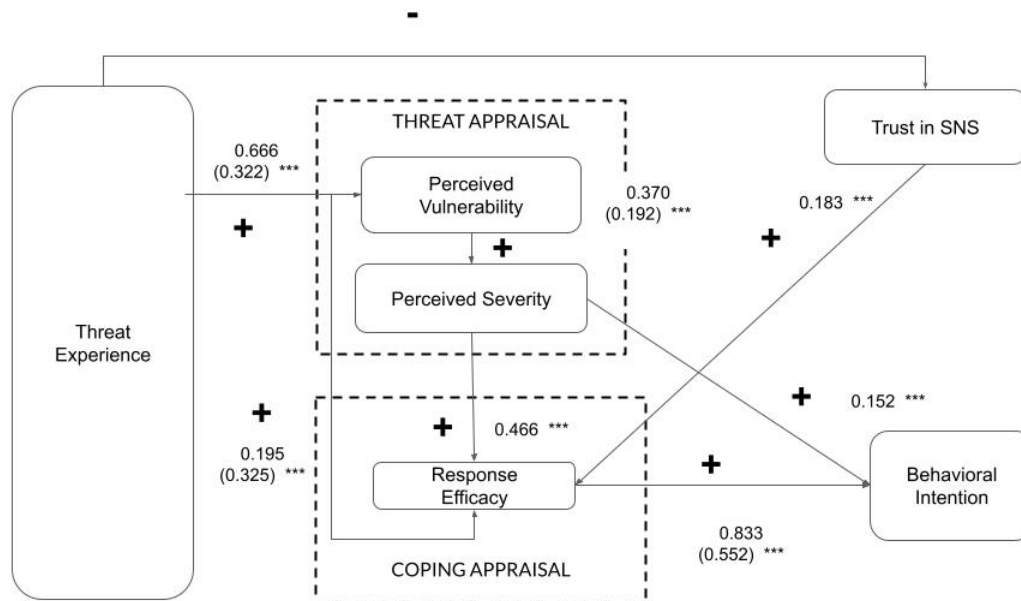 -
THREAT APPRAISAL
Trust in SNS
0.666
(0.322) ***
Perceived
Vulnerability
0.370
(0.192) ***
0.183 ***
+
+
+
Perceived Severity
Threat
Experience
+
0.195
(0.325) ***
+
0.466 ***
+
0.152 ***
Response
Efficacy
+
Behavioral
Intention
0.833
(0.552) ***
COPING APPRAISAL